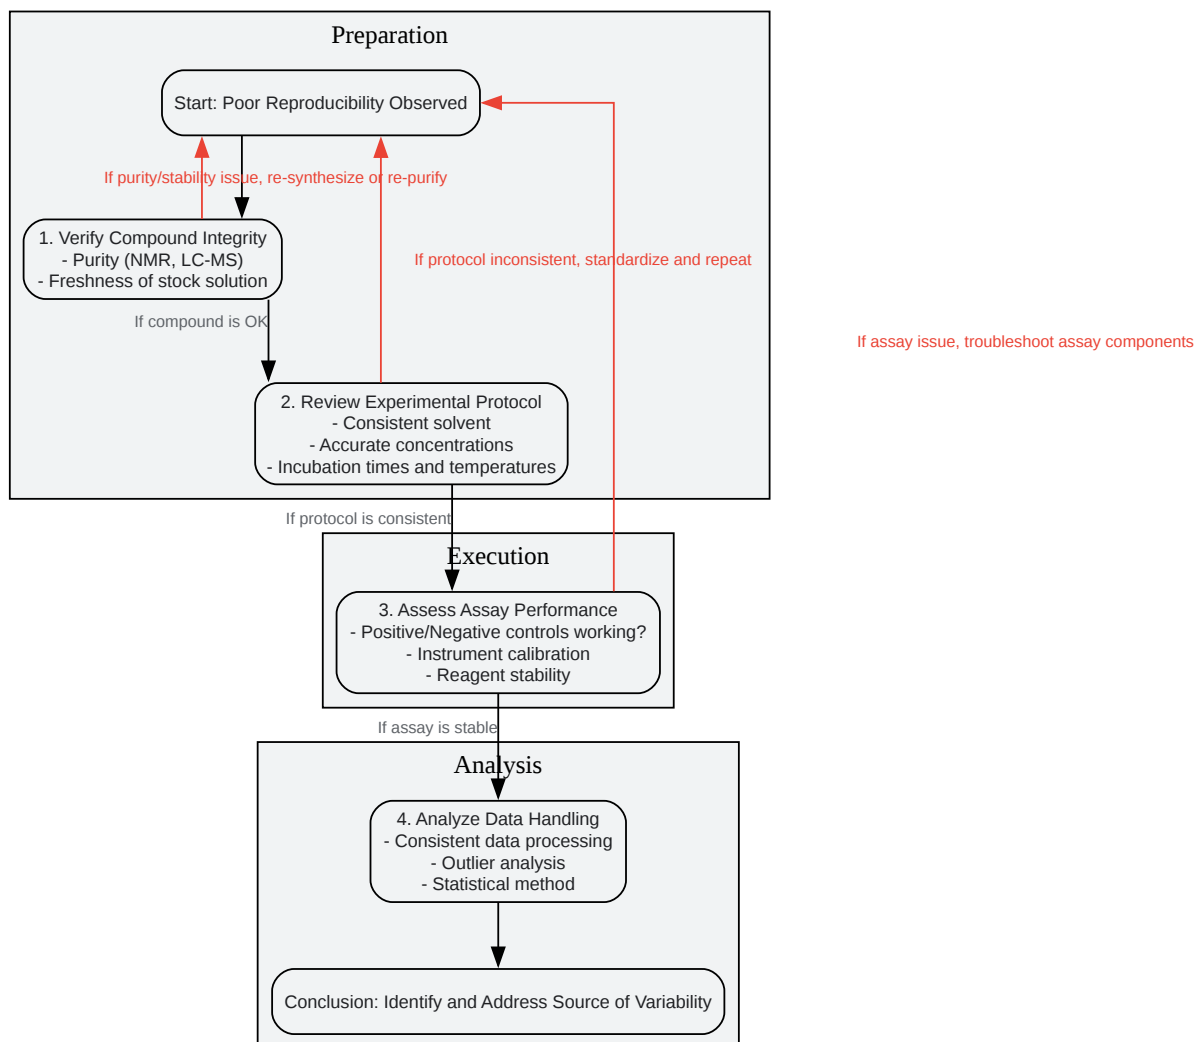 Preparation
Start: Poor Reproducibility Observed
If purity/stability issue, re-synthesize or re-purify
1. Verify Compound Integrity
- Purity (NMR, LC-MS)
- Freshness of stock solution
If protocol inconsistent, standardize and repeat
If compound is OK
If assay issue, troubleshoot assay components
2. Review Experimental Protocol
- Consistent solvent
- Accurate concentrations
- Incubation times and temperatures
If protocol is consistent
Execution
3. Assess Assay Performance
- Positive/Negative controls working?
- Instrument calibration
- Reagent stability
If assay is stable
Analysis
4. Analyze Data Handling
- Consistent data processing
- Outlier analysis
- Statistical method
Conclusion: Identify and Address Source of Variability